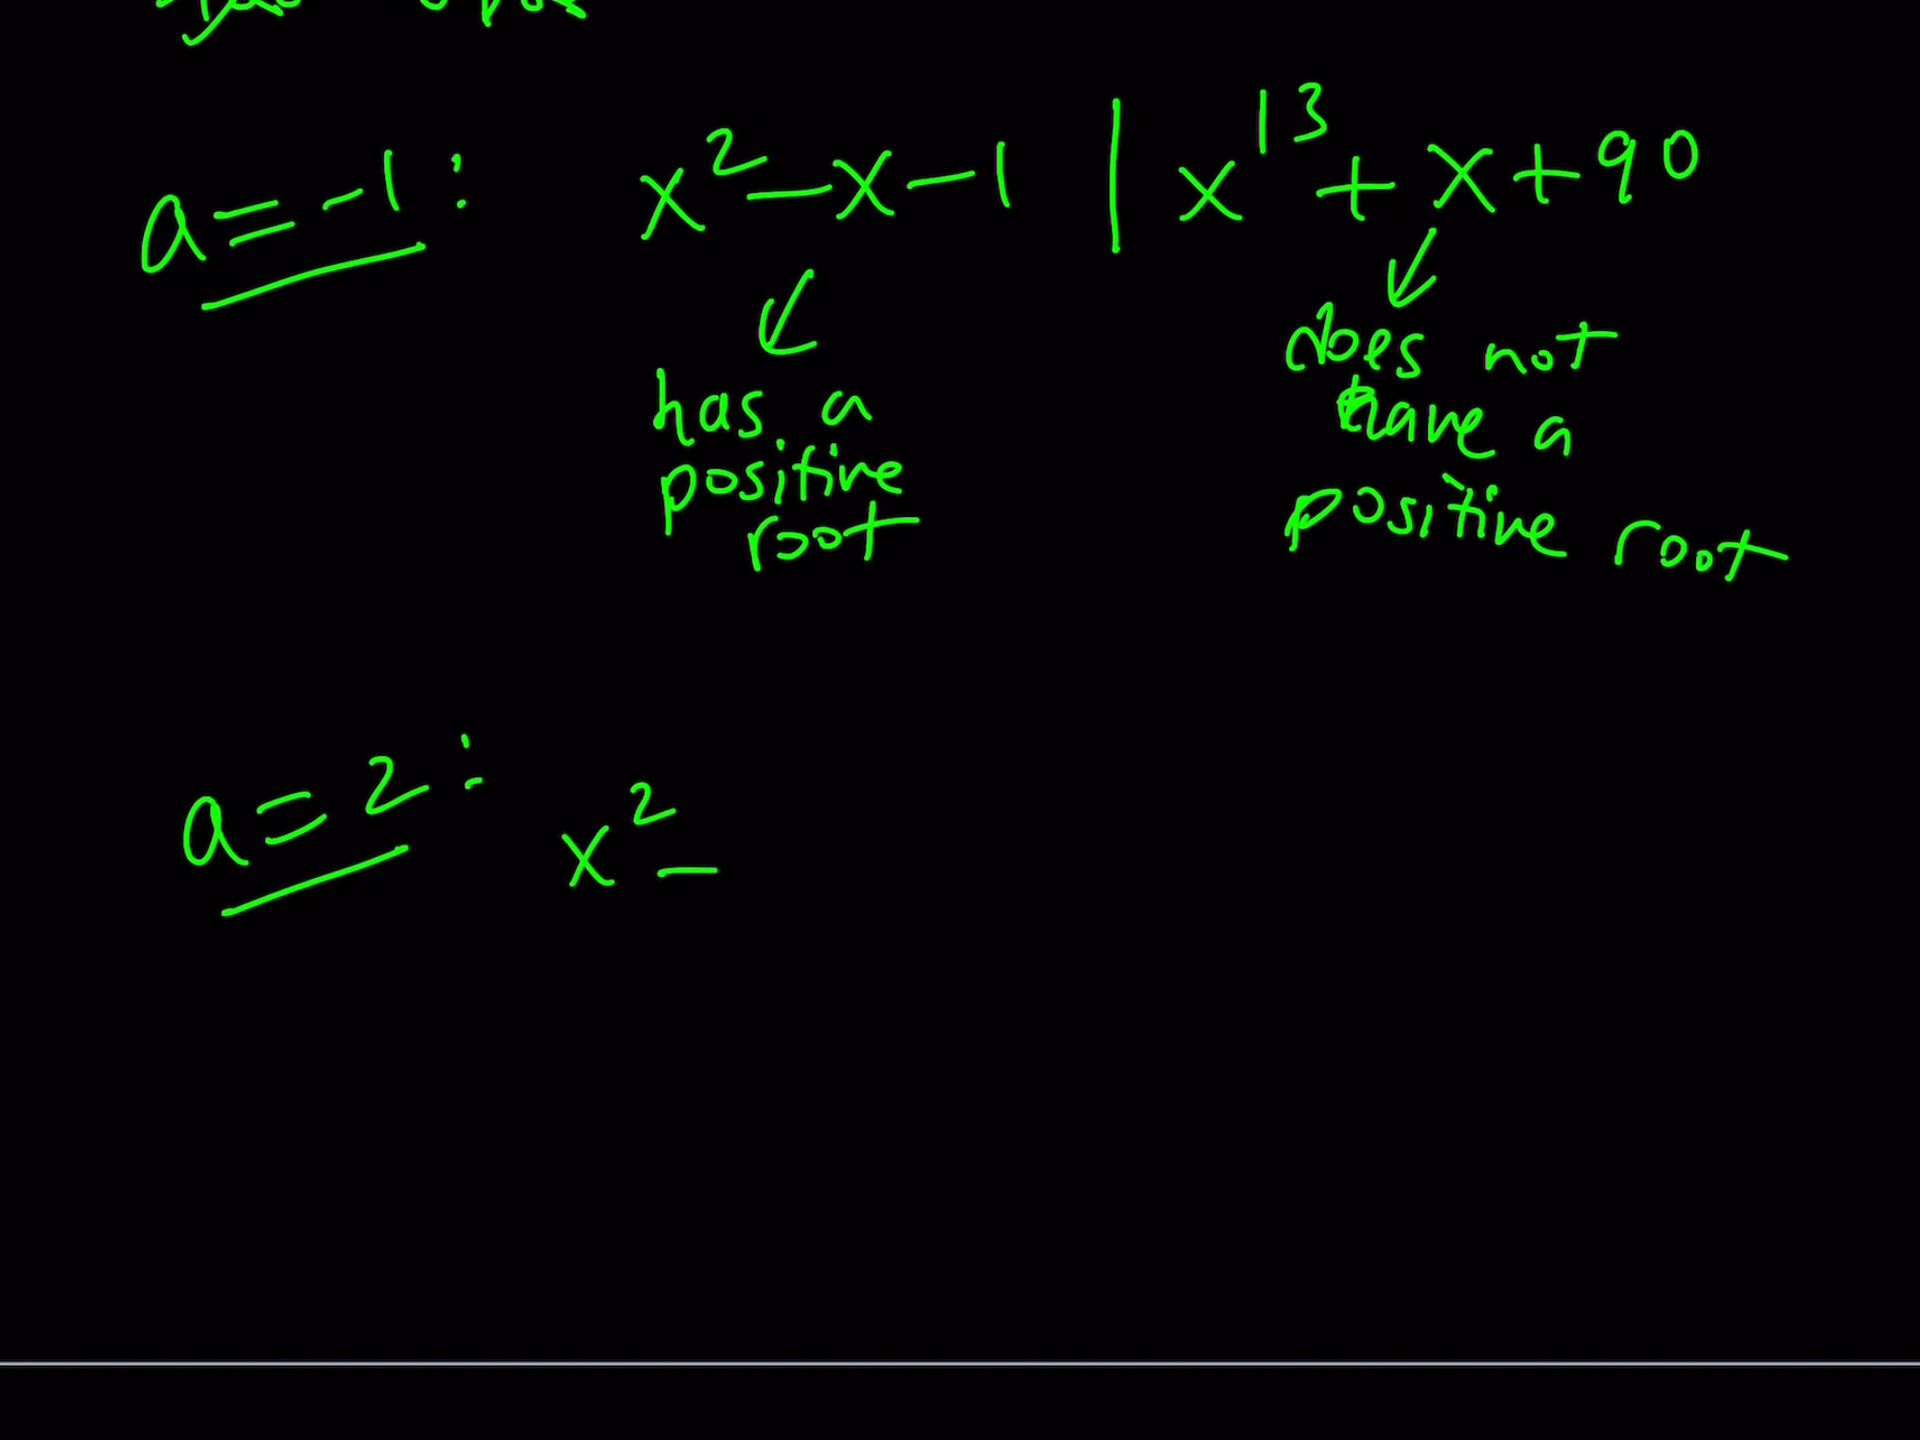 a = -1 : x² - x - 1 | x¹³ + x + 90
has a
positive
root
does not
have a
positive root
a = 2 : x² -